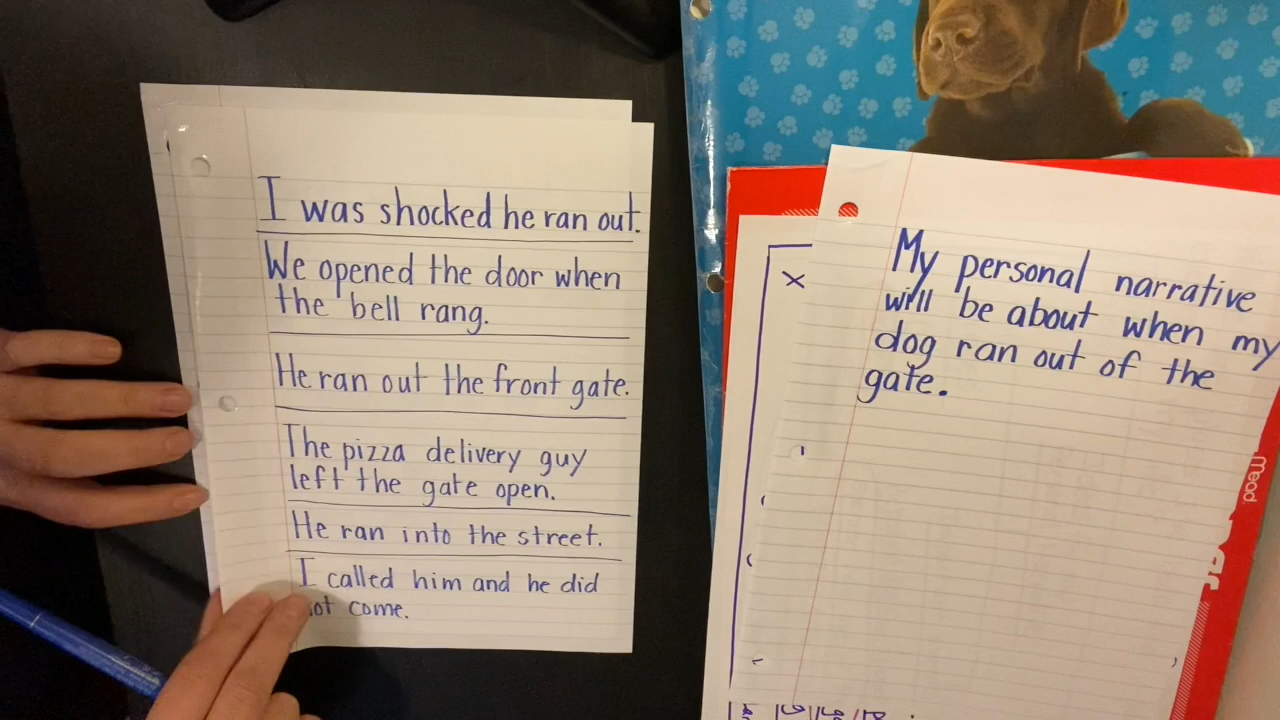 I was shocked he ran out.
We opened the door when
the bell rang.
He ran out the front gate.
The pizza delivery guy
left the gate open.
He ran into the street.
I called him and he did
not come.
My personal narrative
will be about when my
dog ran out of the
gate.
x
mead